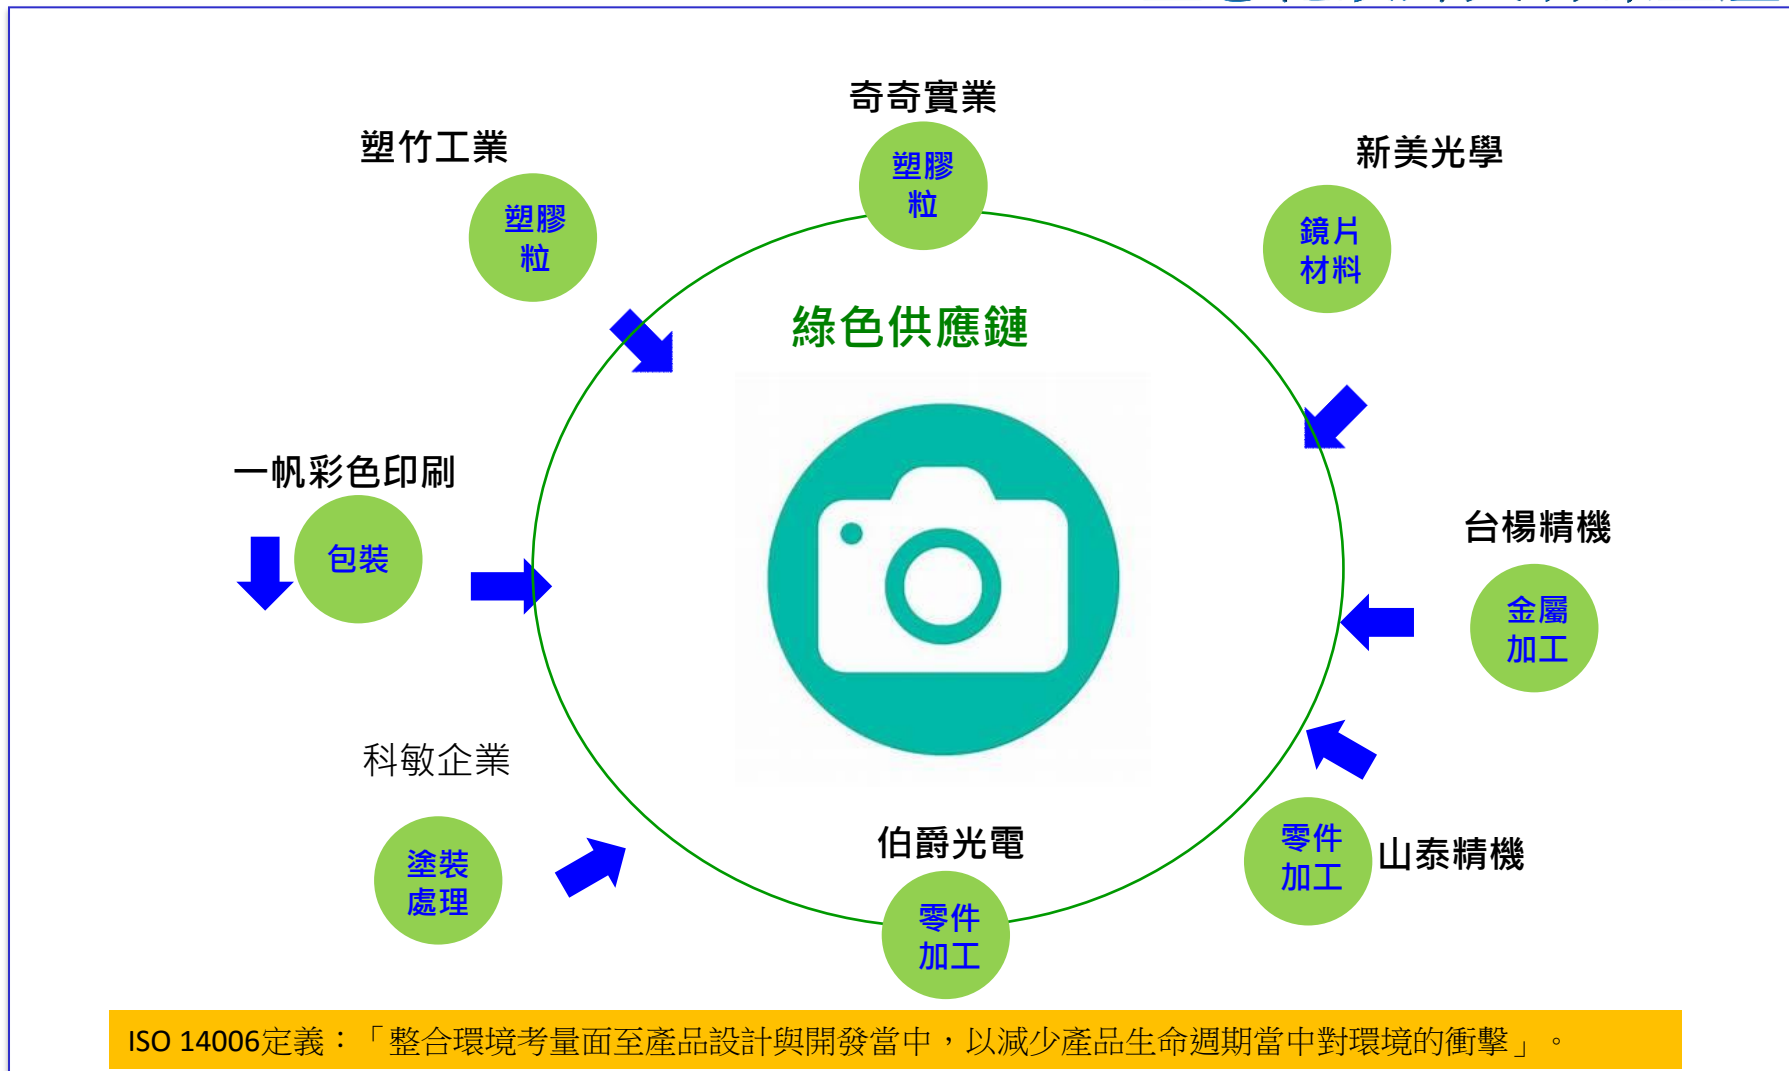 奇奇實業
塑膠
粒
塑竹工業
塑膠
粒
新美光學
鏡片
材料
綠色供應鏈
一帆彩色印刷
包裝
台楊精機
金屬
加工
科敏企業
塗裝
處理
伯爵光電
零件
加工
零件
加工
山泰精機
ISO 14006定義：「整合環境考量面至產品設計與開發當中，以減少產品生命週期當中對環境的衝擊」。